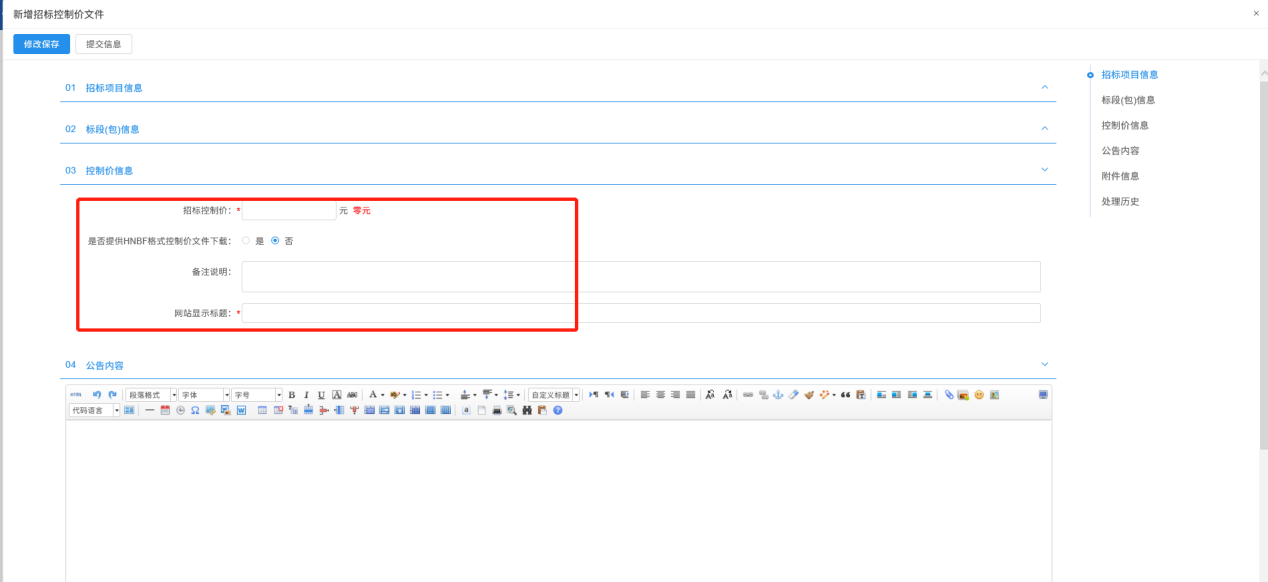 新增招标控制价文件
×
修改保存 提交信息
01 招标项目信息
02 标段(包)信息
03 控制价信息
招标控制价: * 元 零元
是否提供HNBF格式控制价文件下载: 是 否
备注说明:
网站显示标题: *
04 公告内容
HTML 段落格式 字体 字号 B I U A ABC A 自定义标题
代码语言
招标项目信息
标段(包)信息
控制价信息
公告内容
附件信息
处理历史